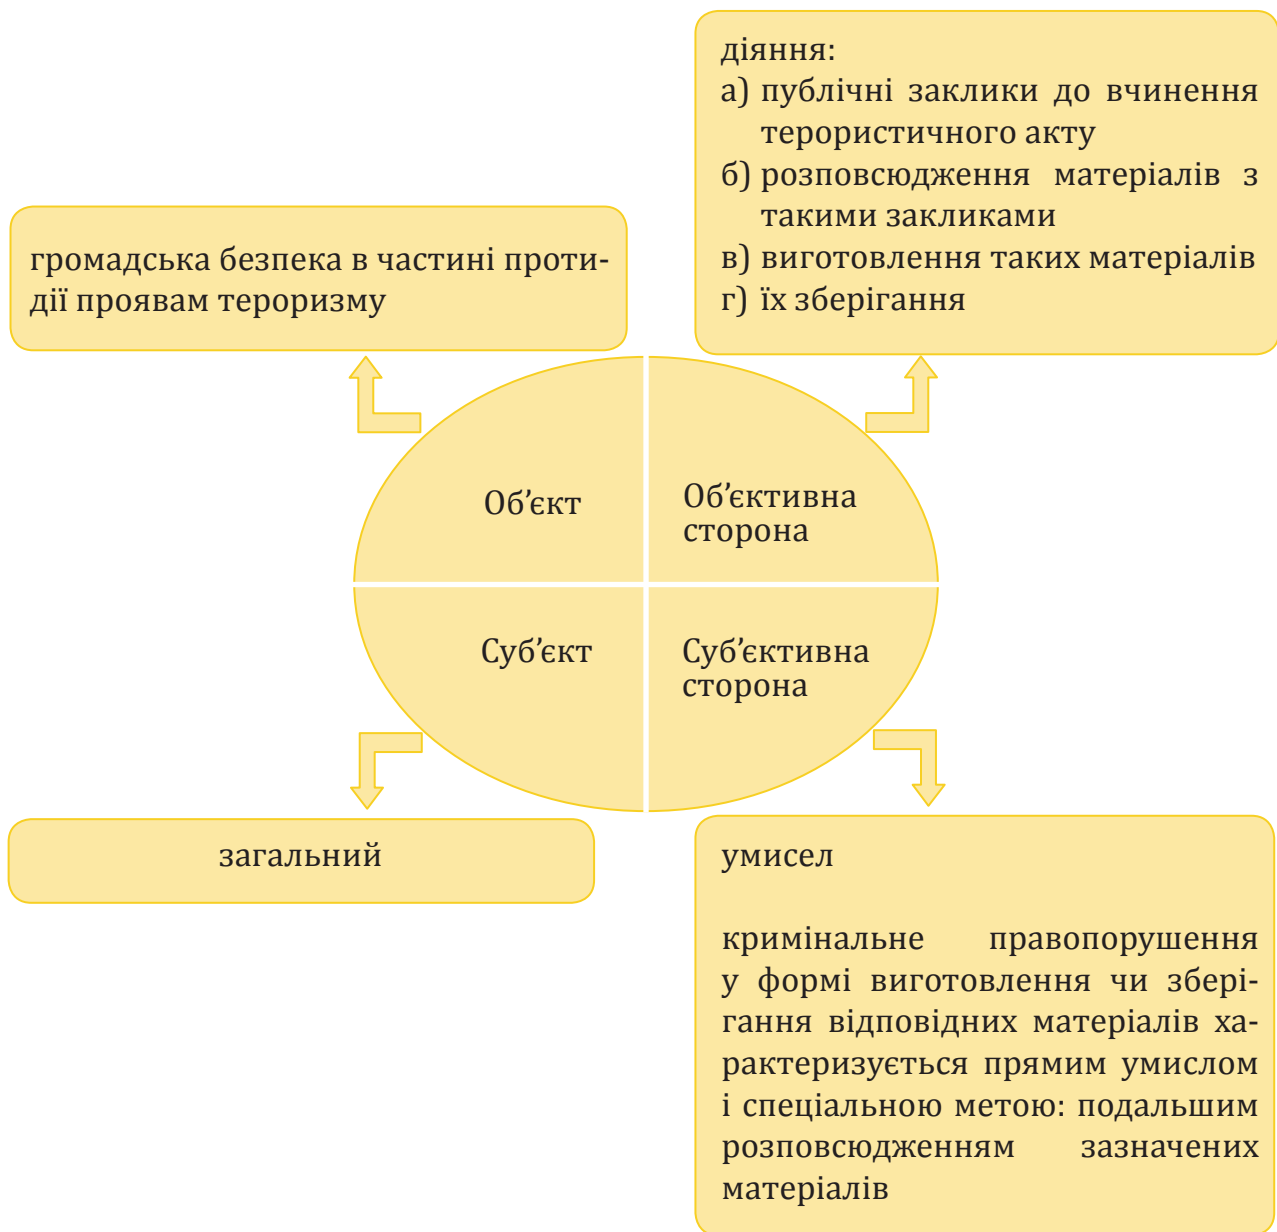 діяння:
а) публічні заклики до вчинення
терористичного акту
б) розповсюдження матеріалів з
такими закликами
в) виготовлення таких матеріалів
г) їх зберігання
громадська безпека в частині проти-
дії проявам тероризму
Об’єкт
Об’єктивна
сторона
Суб’єкт
Суб’єктивна
сторона
загальний
умисел
кримінальне правопорушення
у формі виготовлення чи збері-
гання відповідних матеріалів ха-
рактеризується прямим умислом
і спеціальною метою: подальшим
розповсюдженням зазначених
матеріалів